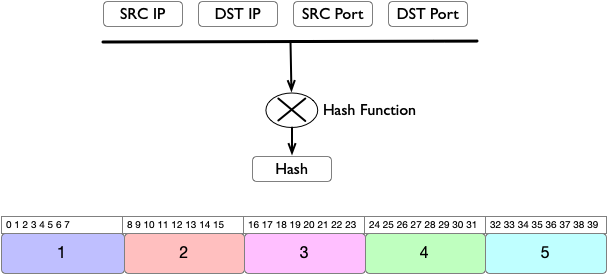 SRC IP DST IP SRC Port DST Port
Hash Function
Hash
0 1 2 3 4 5 6 7 8 9 10 11 12 13 14 15 16 17 18 19 20 21 22 23 24 25 26 27 28 29 30 31 32 33 34 35 36 37 38 39
1 2 3 4 5